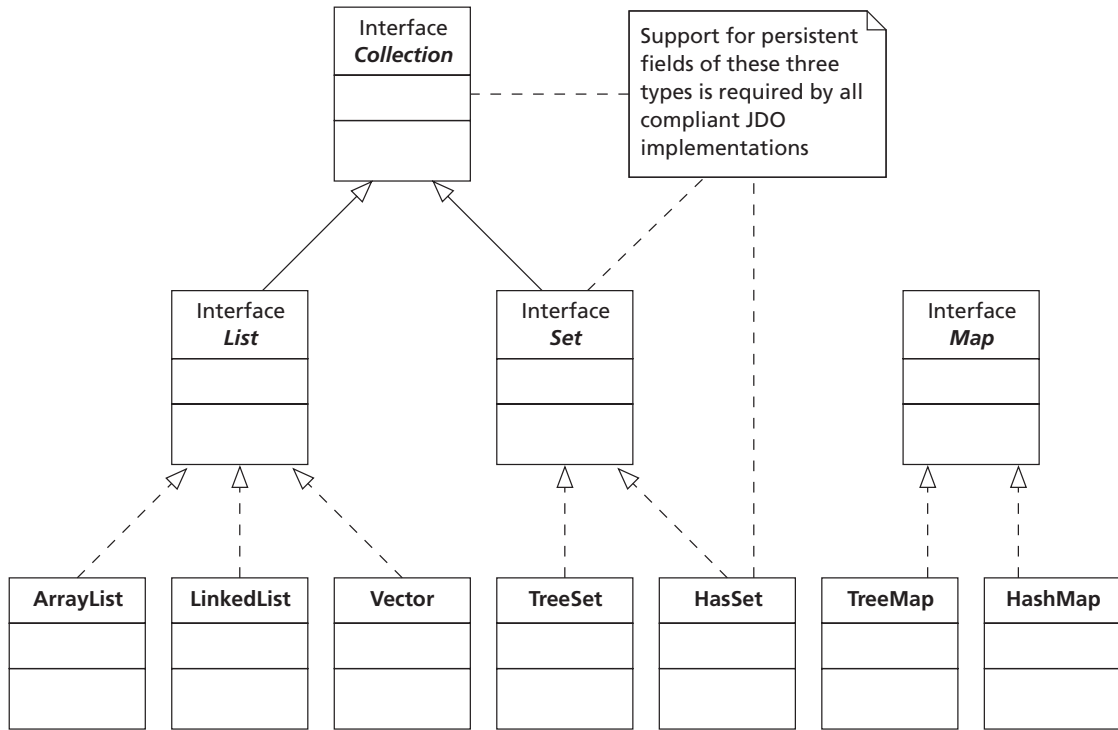 Interface
Collection
Support for persistent
fields of these three
types is required by all
compliant JDO
implementations
Interface
List
Interface
Set
Interface
Map
ArrayList
LinkedList
Vector
TreeSet
HasSet
TreeMap
HashMap